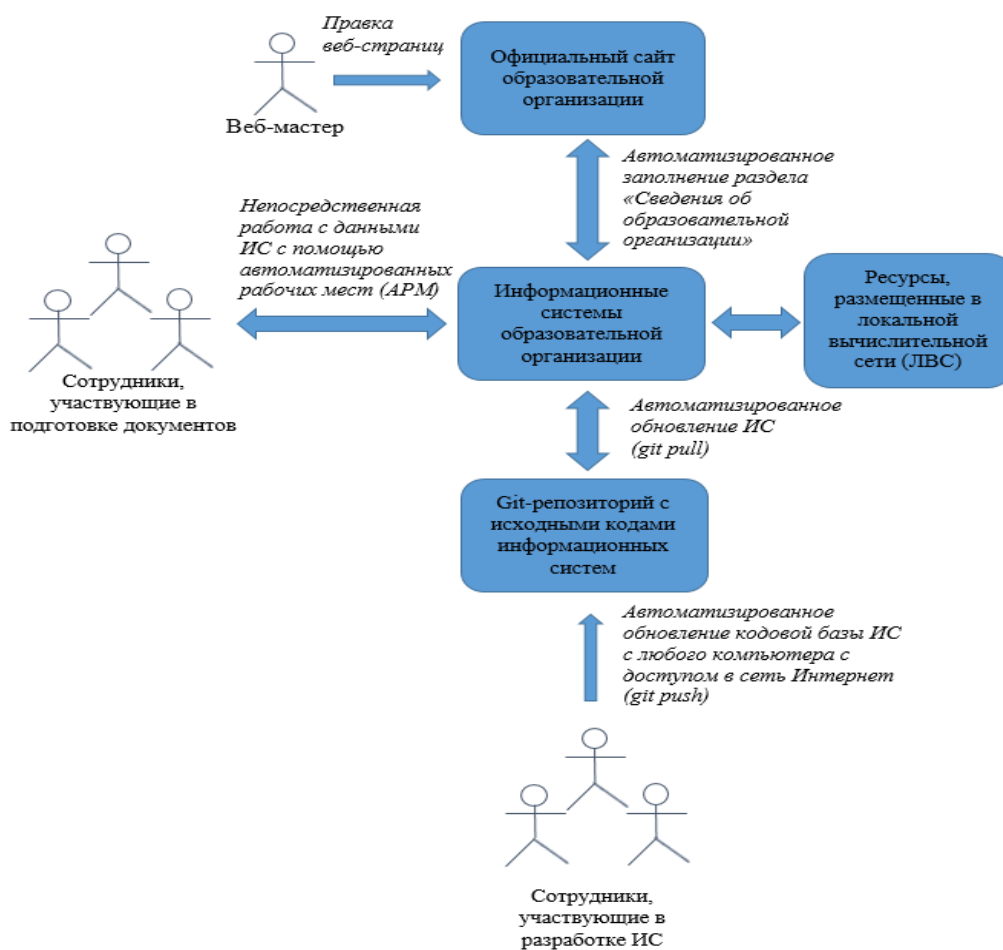 Правка
веб-страниц
Официальный сайт
образовательной
организации
Веб-мастер
Автоматизированное
заполнение раздела
«Сведения об
образовательной
организации»
Непосредственная
работа с данными
ИС с помощью
автоматизированных
рабочих мест (АРМ)
Информационные
системы
образовательной
организации
Ресурсы,
размещенные в
локальной
вычислительной
сети (ЛВС)
Сотрудники,
участвующие в
подготовке документов
Автоматизированное
обновление ИС
(git pull)
Git-репозиторий с
исходными кодами
информационных
систем
Автоматизированное
обновление кодовой базы ИС
с любого компьютера с
доступом в сеть Интернет
(git push)
Сотрудники,
участвующие в
разработке ИС